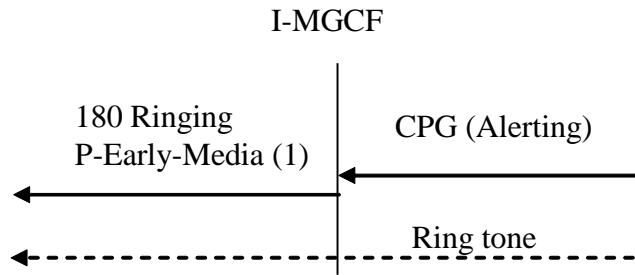 I-MGCF
180 Ringing
P-Early-Media (1)
CPG (Alerting)
Ring tone